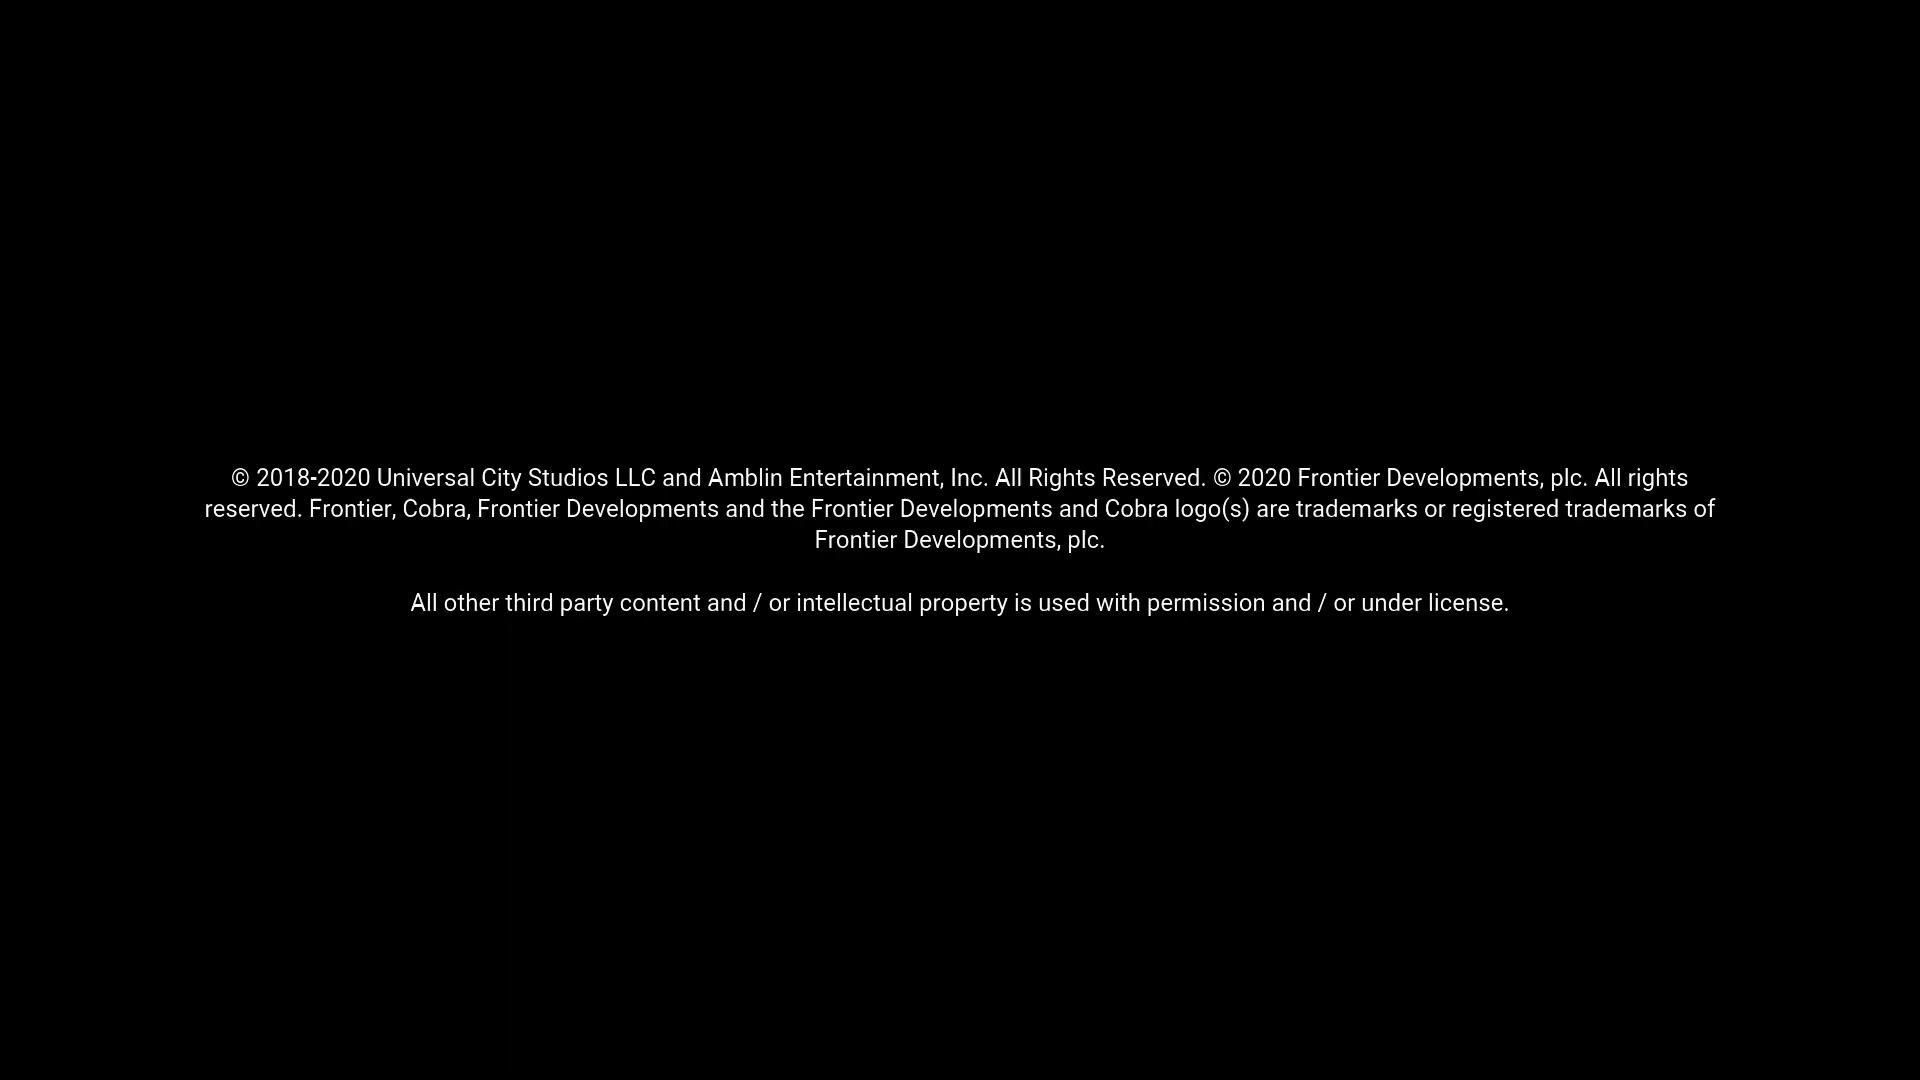 © 2018-2020 Universal City Studios LLC and Amblin Entertainment, Inc. All Rights Reserved. © 2020 Frontier Developments, plc. All rights
reserved. Frontier, Cobra, Frontier Developments and the Frontier Developments and Cobra logo(s) are trademarks or registered trademarks of
Frontier Developments, plc.
All other third party content and / or intellectual property is used with permission and / or under license.